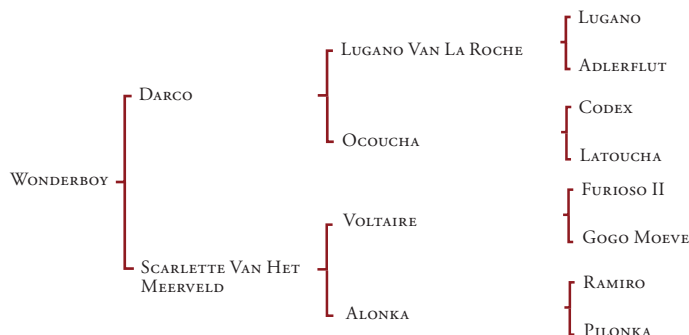 Lugano
Lugano Van La Roche
Adlerflut
Darco
Codex
Ocoucha
Latoucha
Wonderboy
Furioso II
Voltaire
Gogo Moeve
Scarlette Van Het
Meerveld
Ramiro
Alonka
Pilonka